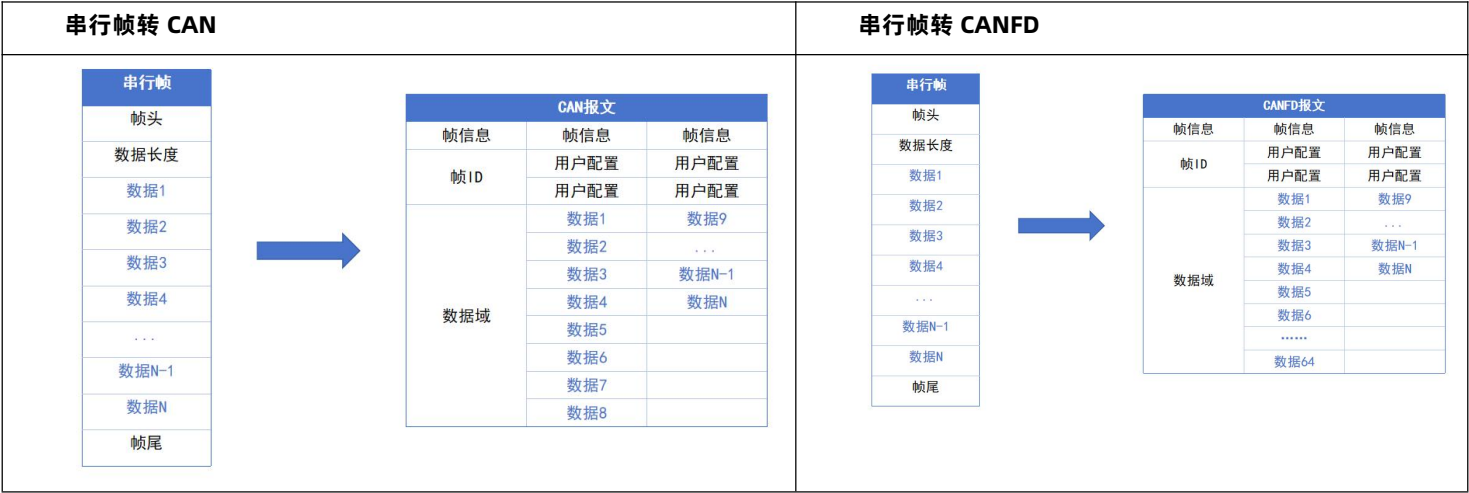 串行帧转 CAN
串行帧
帧头
数据长度
数据1
数据2
数据3
数据4
...
数据N-1
数据N
帧尾
CAN报文
帧信息 帧信息 帧信息
帧ID 用户配置 用户配置
用户配置 用户配置
数据域 数据1 数据9
数据2 ...
数据3 数据N-1
数据4 数据N
数据5
数据6
数据7
数据8
串行帧转 CANFD
串行帧
帧头
数据长度
数据1
数据2
数据3
数据4
...
数据N-1
数据N
帧尾
CANFD报文
帧信息 帧信息 帧信息
帧ID 用户配置 用户配置
用户配置 用户配置
数据域 数据1 数据9
数据2 ...
数据3 数据N-1
数据4 数据N
数据5
数据6
······
数据64